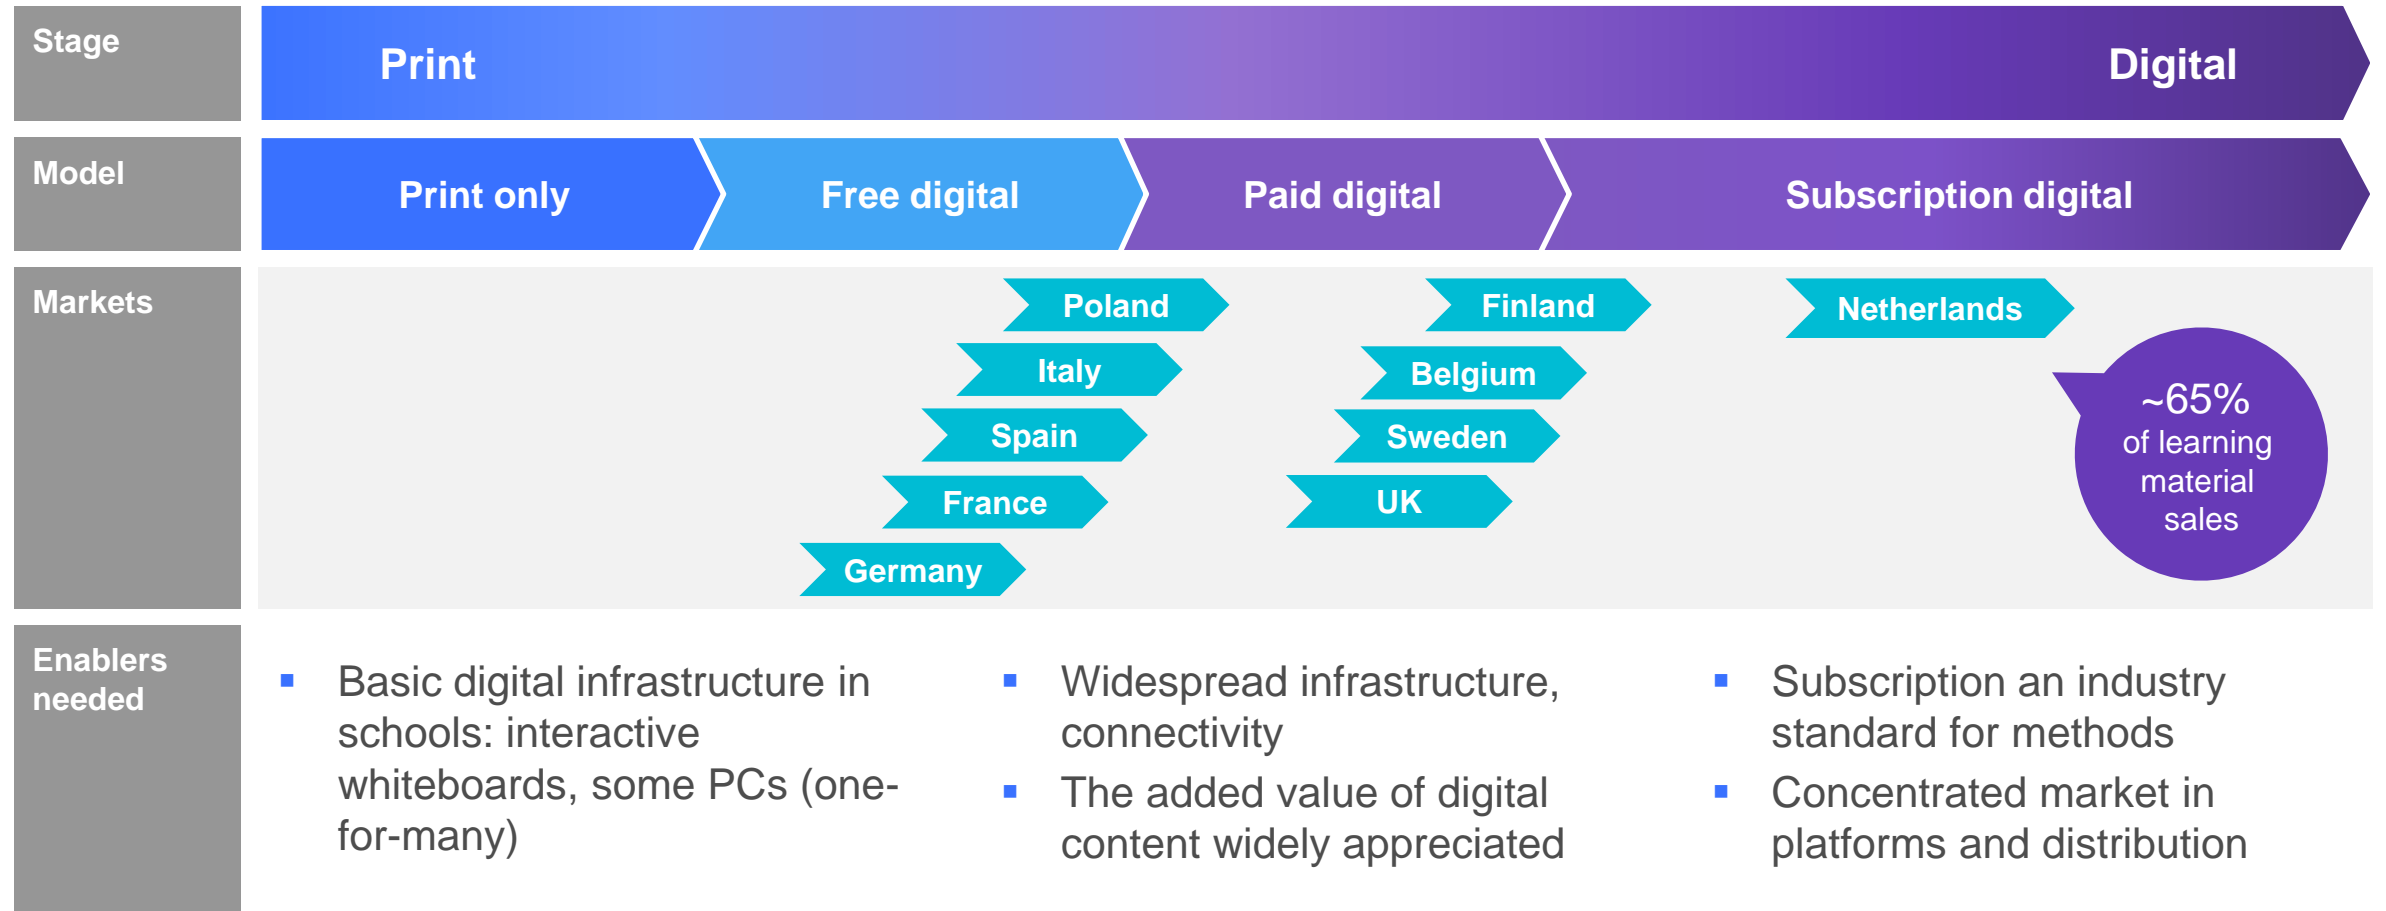 Stage
Print
Digital
Model
Print only
Free digital
Paid digital
Subscription digital
Markets
Poland
Italy
Spain
France
Germany
Finland
Belgium
Sweden
UK
Netherlands
~65%
of learning
material
sales
Enablers
needed
Basic digital infrastructure in
schools: interactive
whiteboards, some PCs (one-
for-many)
Widespread infrastructure,
connectivity
The added value of digital
content widely appreciated
Subscription an industry
standard for methods
Concentrated market in
platforms and distribution